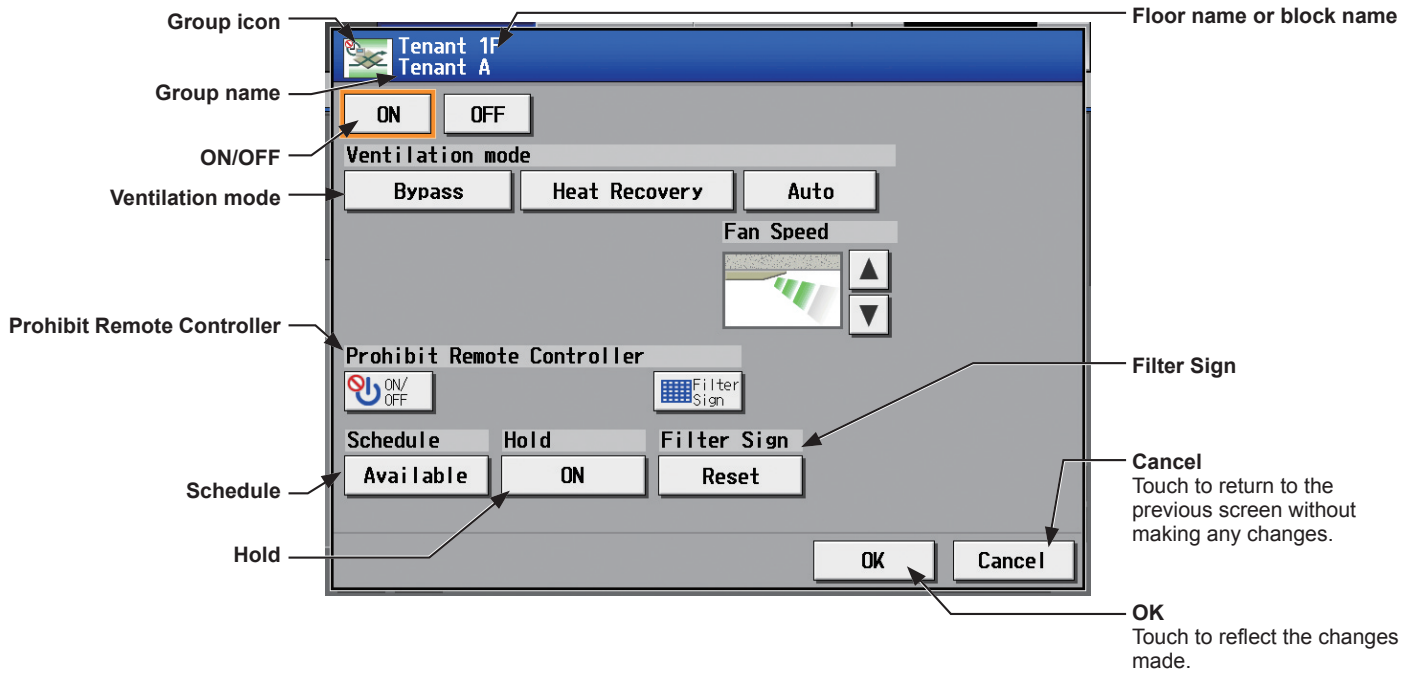 Group icon
Floor name or block name
Tenant 1F
Tenant A
Group name
ON OFF
ON/OFF
Ventilation mode
Ventilation mode
Bypass Heat Recovery Auto
Fan Speed
Prohibit Remote Controller
Prohibit Remote Controller
ON/
OFF
Filter
Sign
Filter Sign
Schedule Hold Filter Sign
Available ON Reset
Schedule
Hold
Cancel
Touch to return to the
previous screen without
making any changes.
OK Cancel
OK
Touch to reflect the changes
made.